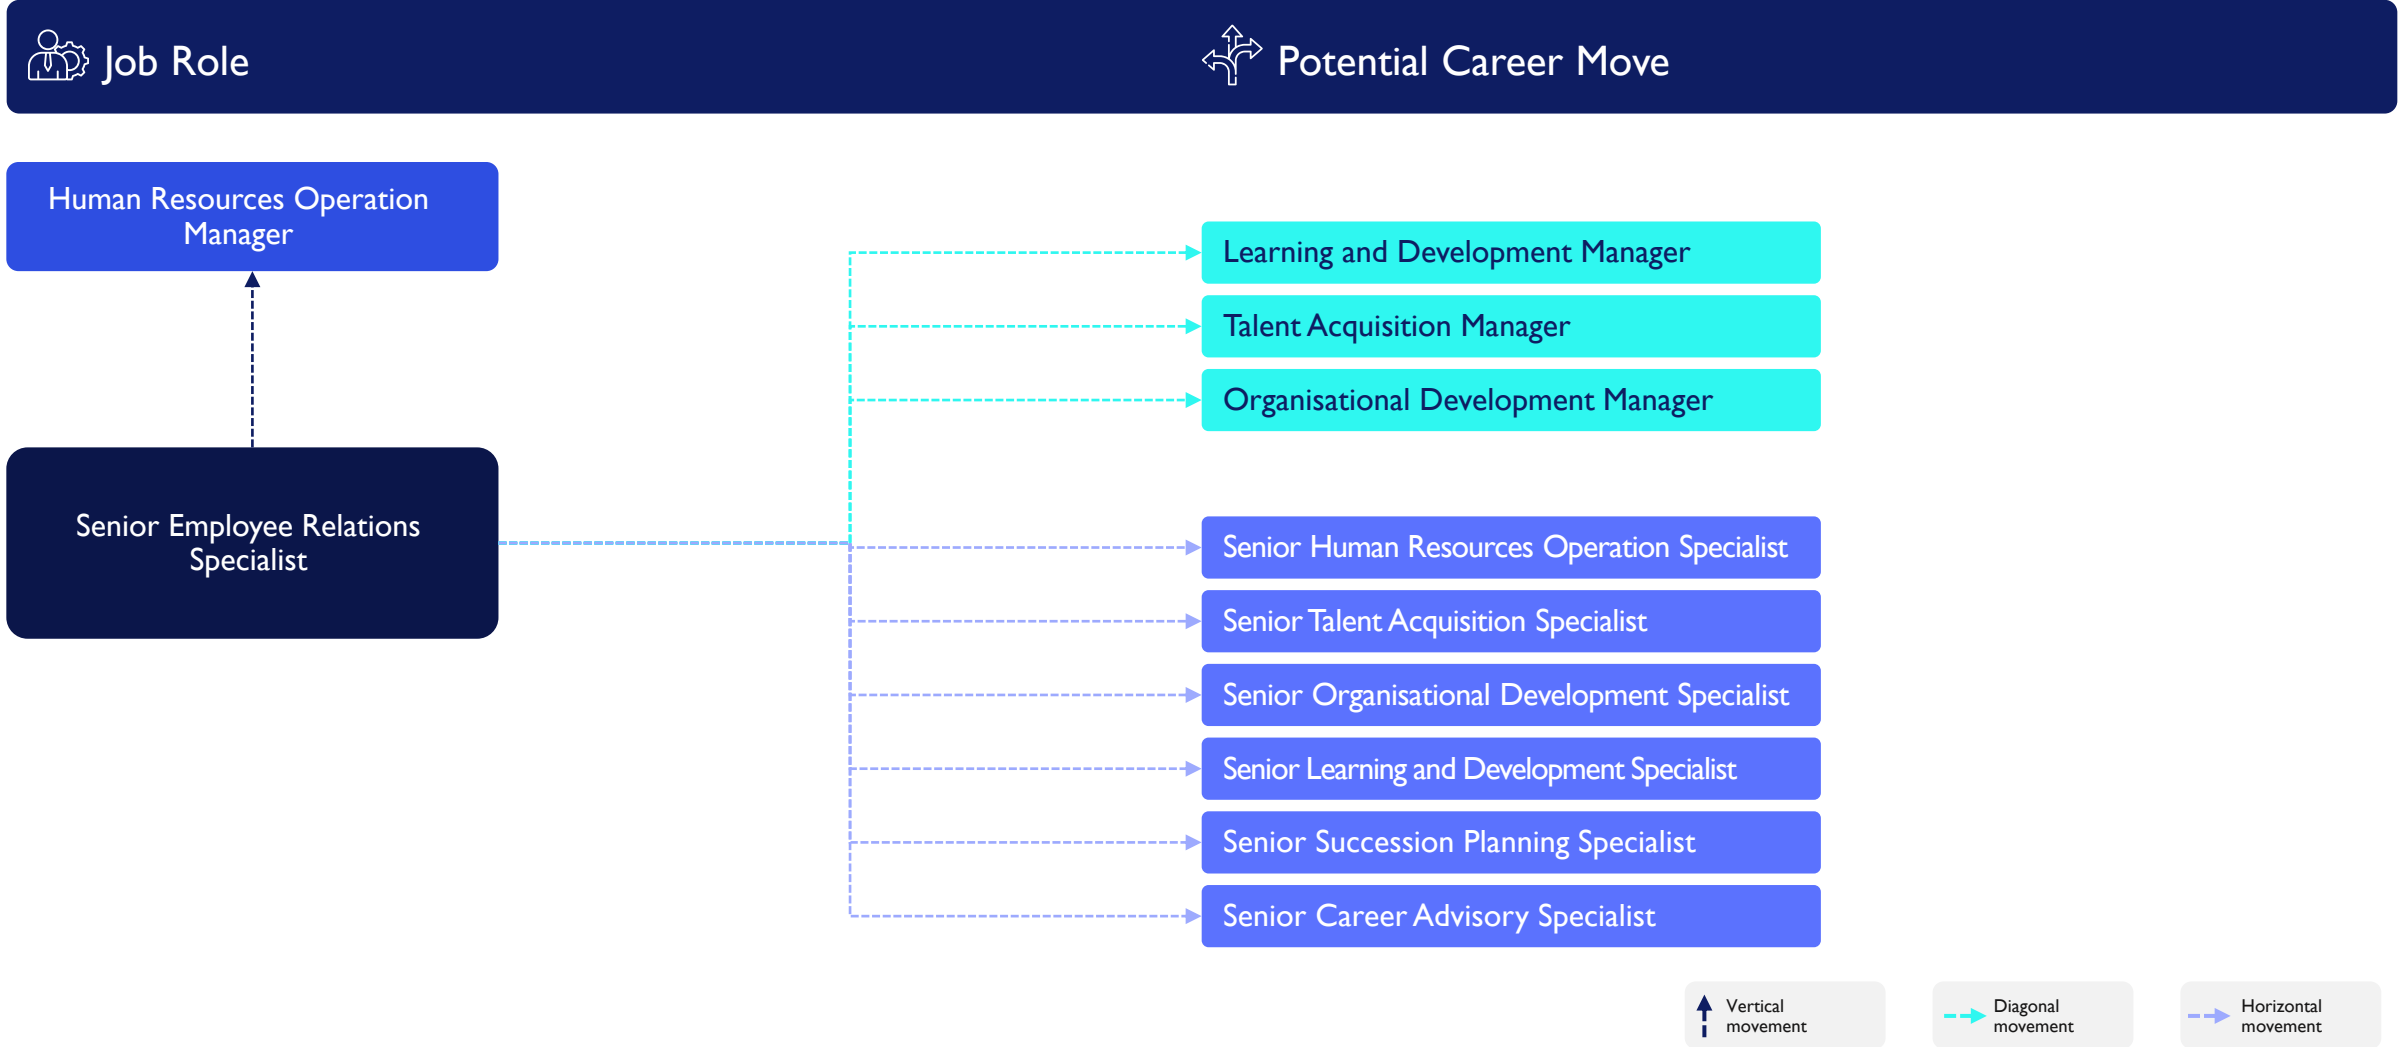 Job Role
Potential Career Move
Human Resources Operation
Manager
Learning and Development Manager
Talent Acquisition Manager
Organisational Development Manager
Senior Employee Relations
Specialist
Senior Human Resources Operation Specialist
Senior Talent Acquisition Specialist
Senior Organisational Development Specialist
Senior Learning and Development Specialist
Senior Succession Planning Specialist
Senior Career Advisory Specialist
Vertical
movement
Diagonal
movement
Horizontal
movement